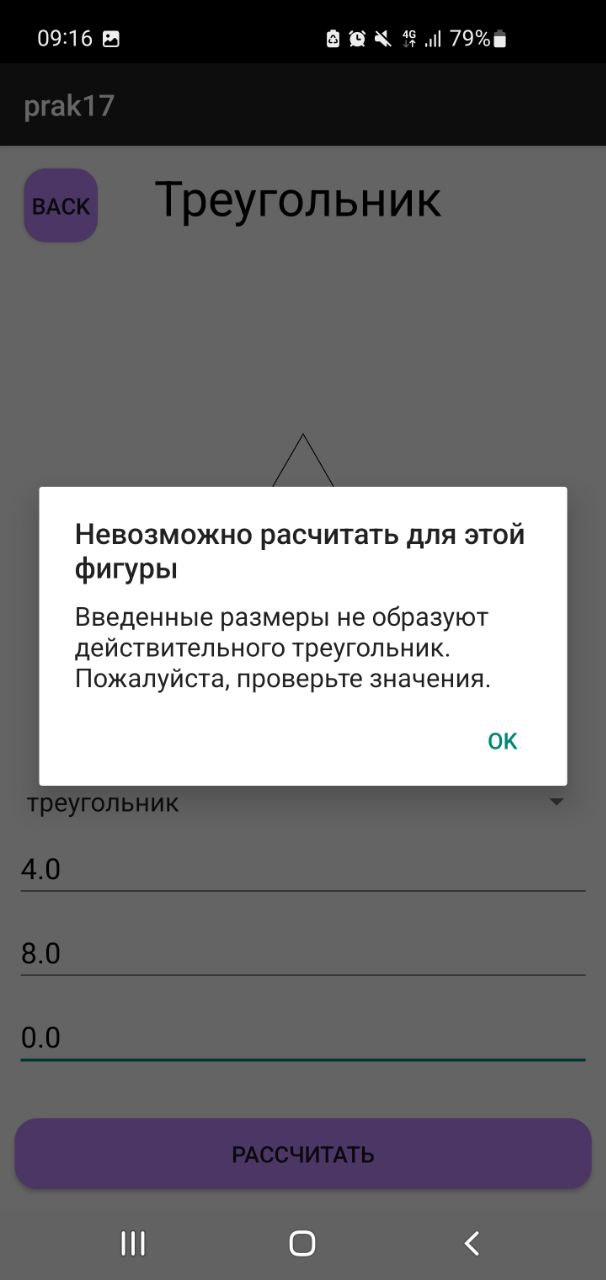 09:16 4G 79%
prak17
BACK
Треугольник
Невозможно расчитать для этой
фигуры
Введенные размеры не образуют
действительного треугольник.
Пожалуйста, проверьте значения.
OK
треугольник
4.0
8.0
0.0
РАССЧИТАТЬ